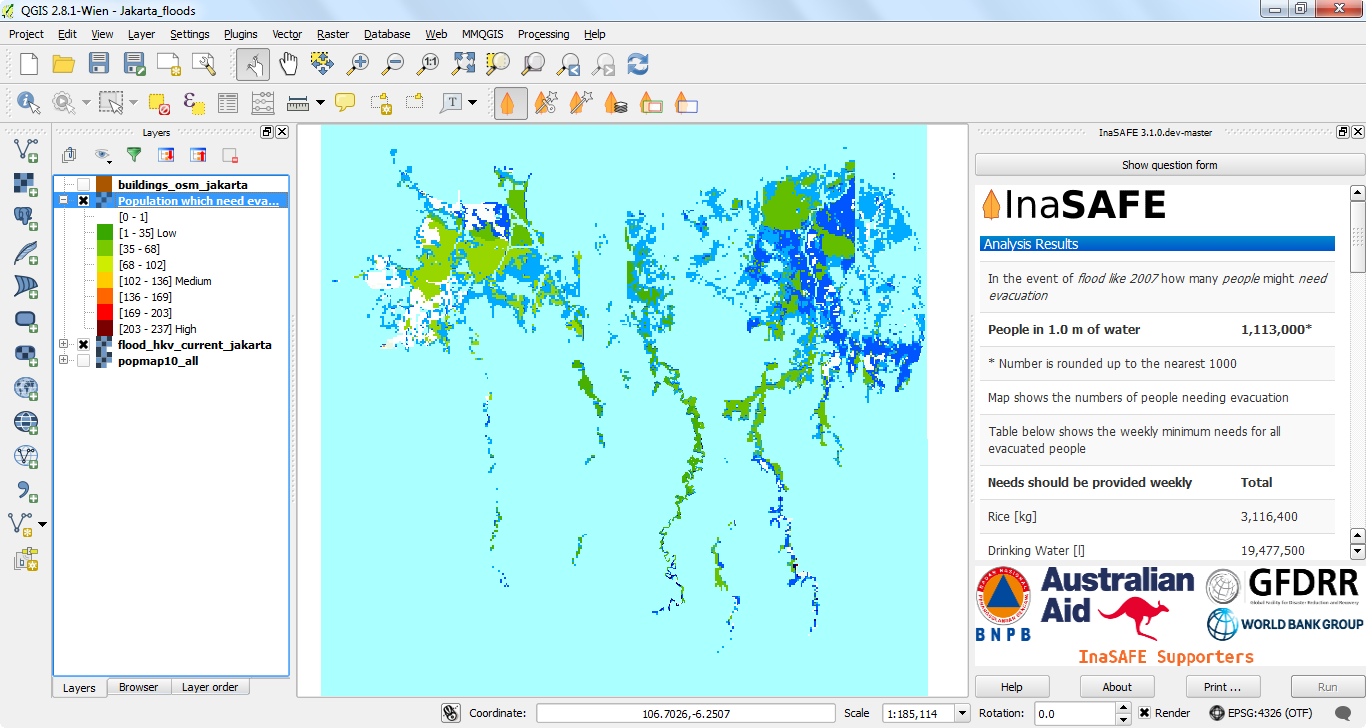 QGIS 2.8.1-Wien - Jakarta_floods
Project Edit View Layer Settings Plugins Vector Raster Database Web MMQGIS Processing Help
Layers
buildings_osm_jakarta
Population which need eva...
[0 - 1]
[1 - 35] Low
[35 - 68]
[68 - 102]
[102 - 136] Medium
[136 - 169]
[169 - 203]
[203 - 237] High
flood_hkv_current_jakarta
popmap10_all
Layers Browser Layer order
InaSAFE 3.1.0.dev-master
Show question form
InaSAFE
Analysis Results
In the event of flood like 2007 how many people might need
evacuation
People in 1.0 m of water 1,113,000*
* Number is rounded up to the nearest 1000
Map shows the numbers of people needing evacuation
Table below shows the weekly minimum needs for all
evacuated people
Needs should be provided weekly Total
Rice [kg] 3,116,400
Drinking Water [l] 19,477,500
BNPB
Australian
Aid
GFDRR
Global Facility for Disaster Reduction and Recovery
WORLD BANK GROUP
InaSAFE Supporters
Help About Print ... Run
Coordinate: 106.7026,-6.2507 Scale 1:185,114 Rotation: 0.0 Render EPSG:4326 (OTF)